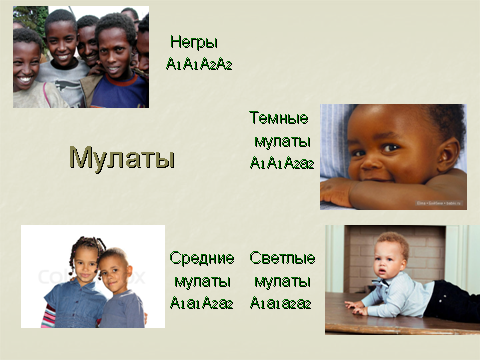 Негры
A1A1A2A2
Темные
мулаты
A1A1A2a2
Мулаты
Средние
мулаты
A1a1A2a2
Светлые
мулаты
A1a1a2a2